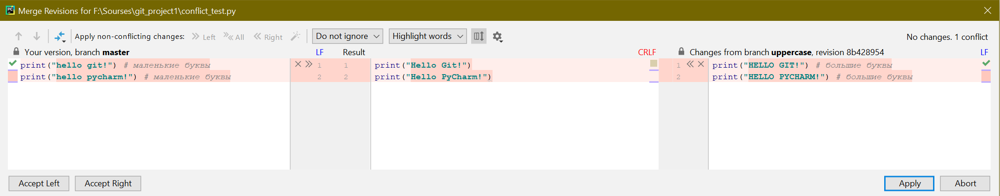 Merge Revisions for F:\Sourses\git_project1\conflict_test.py
Apply non-conflicting changes: Left All Right Do not ignore Highlight words No changes. 1 conflict
Your version, branch master LF Result CRLF Changes from branch uppercase, revision 8b428954 LF
print("hello git!") # маленькие буквы 1 1 print("Hello Git!") 1 print("HELLO GIT!") # большие буквы
print("hello pycharm!") # маленькие буквы 2 2 print("Hello PyCharm!") 2 print("HELLO PYCHARM!") # большие буквы
Accept Left Accept Right Apply Abort